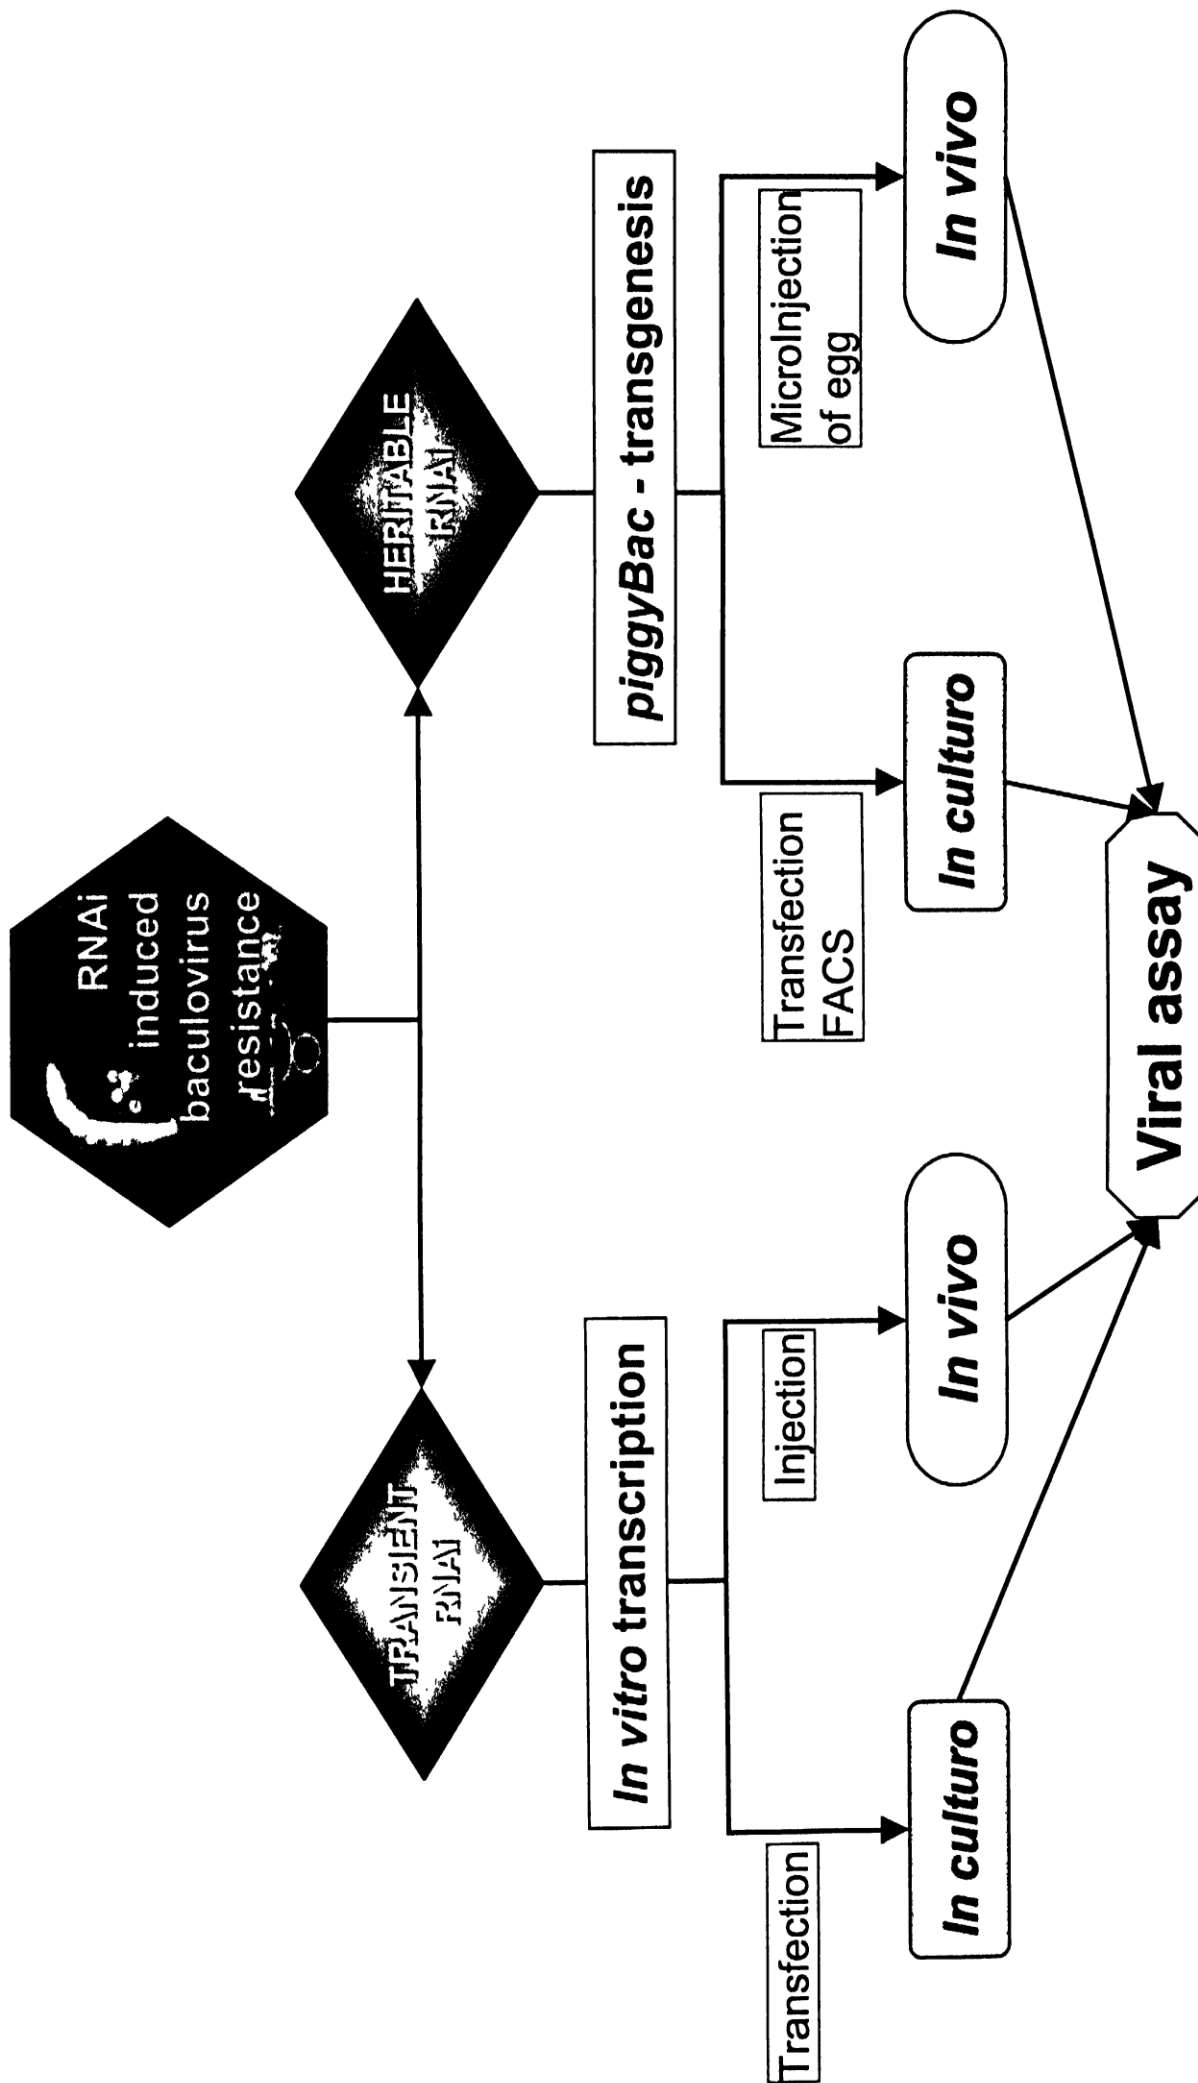 RNAi
induced
baculovirus
resistance
TRANSIENT
RNAi
HERITABLE
RNAi
In vitro transcription
piggyBac - transgenesis
Transfection
Injection
Transfection
FACS
MicroInjection
of egg
In culturo
In vivo
In culturo
In vivo
Viral assay